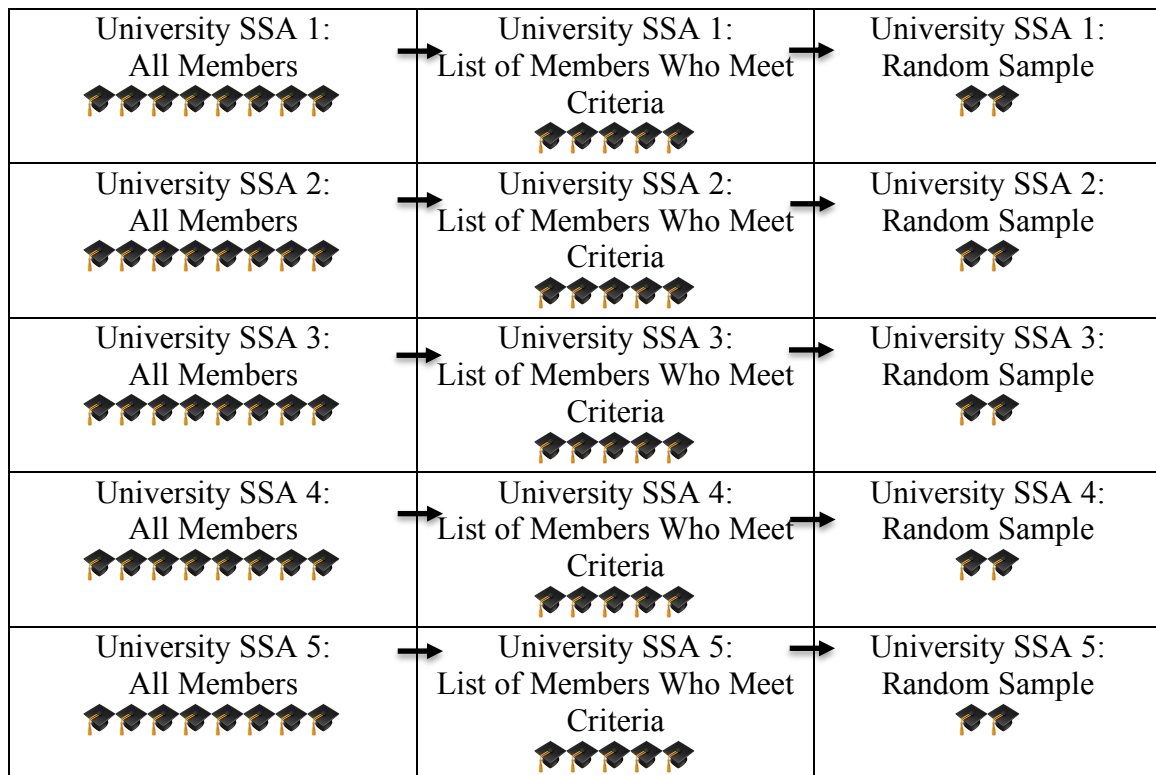 University SSA 1:
All Members
University SSA 1:
List of Members Who Meet
Criteria
University SSA 1:
Random Sample
University SSA 2:
All Members
University SSA 2:
List of Members Who Meet
Criteria
University SSA 2:
Random Sample
University SSA 3:
All Members
University SSA 3:
List of Members Who Meet
Criteria
University SSA 3:
Random Sample
University SSA 4:
All Members
University SSA 4:
List of Members Who Meet
Criteria
University SSA 4:
Random Sample
University SSA 5:
All Members
University SSA 5:
List of Members Who Meet
Criteria
University SSA 5:
Random Sample